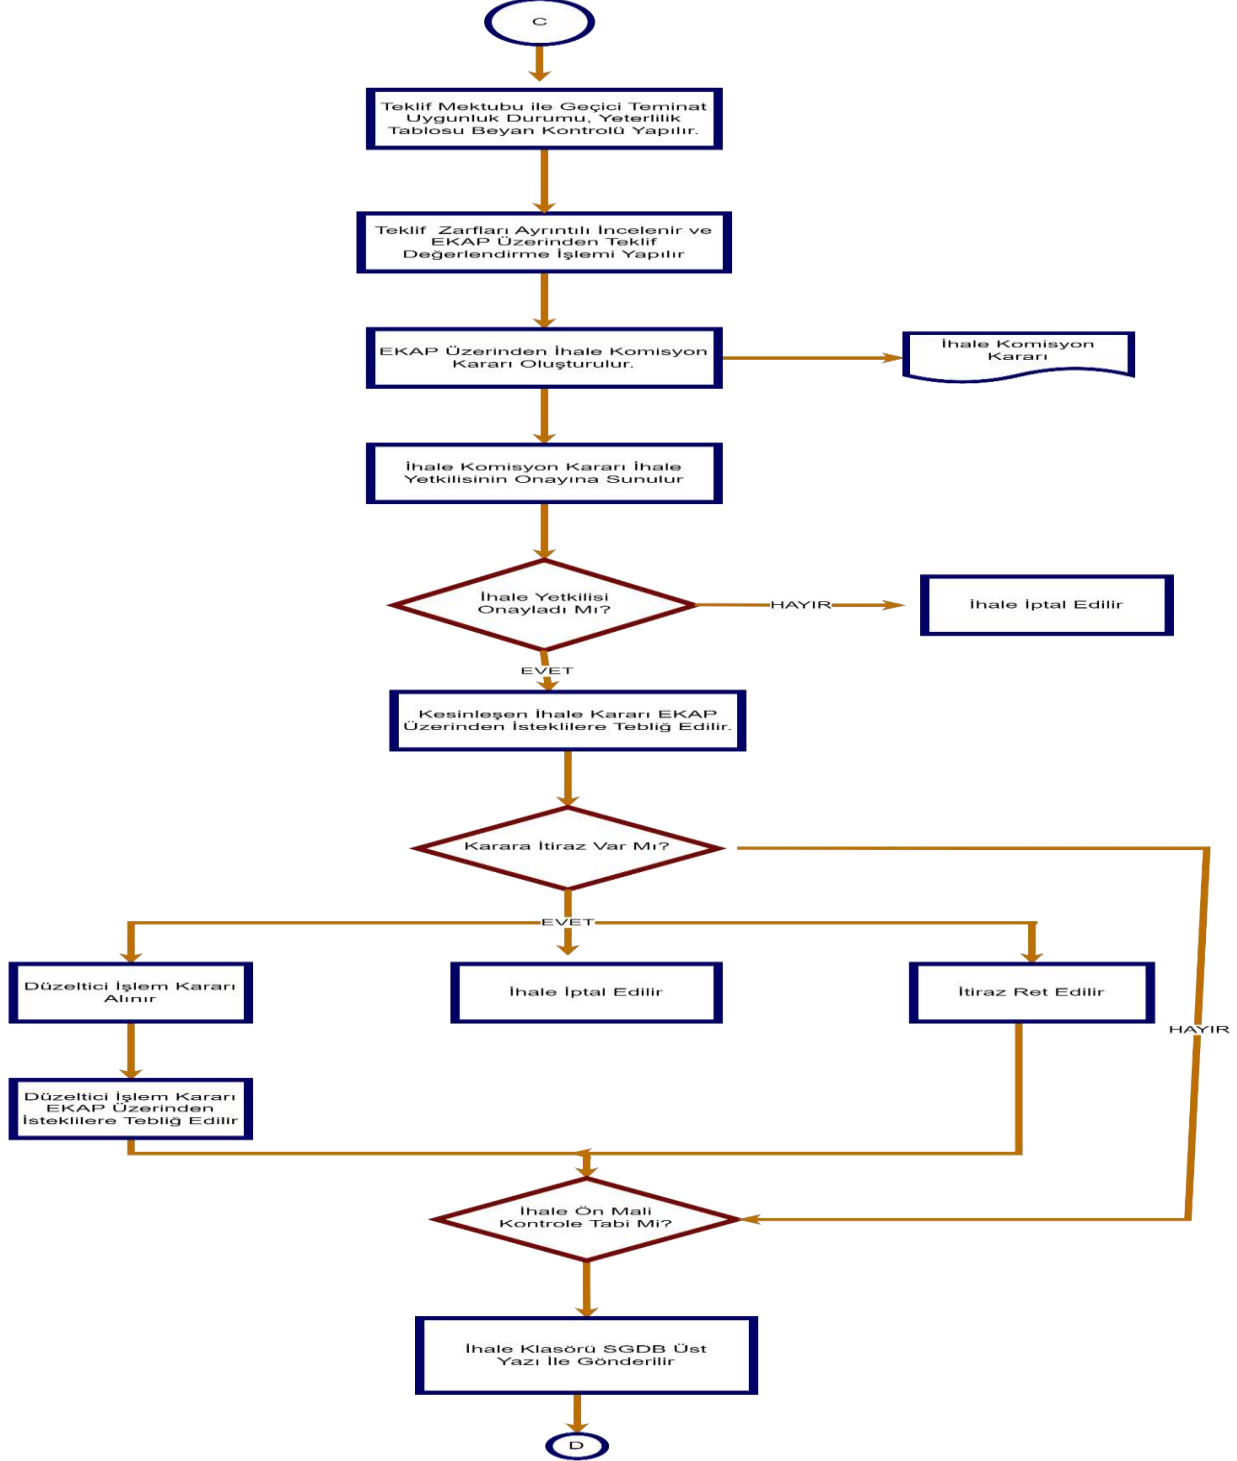 C
Teklif Mektubu ile Geçici Teminat
Uygunluk Durumu, Yeterlilik
Tablosu Beyan Kontrolü Yapılır.
Teklif Zarfları Ayrıntılı İncelenir ve
EKAP Üzerinden Teklif
Değerlendirme İşlemi Yapılır
EKAP Üzerinden İhale Komisyon
Kararı Oluşturulur.
İhale Komisyon
Kararı
İhale Komisyon Kararı İhale
Yetkilisinin Onayına Sunulur
İhale Yetkilisi
Onayladı Mı?
HAYIR
İhale İptal Edilir
EVET
Kesinleşen İhale Kararı EKAP
Üzerinden İsteklilere Tebliğ Edilir.
Karara İtiraz Var Mı?
EVET
Düzeltici İşlem Kararı
Alınır
İhale İptal Edilir
İtiraz Ret Edilir
HAYIR
Düzeltici İşlem Kararı
EKAP Üzerinden
İsteklilere Tebliğ Edilir
İhale Ön Mali
Kontrole Tabi Mi?
İhale Klasörü SGDB Üst
Yazı İle Gönderilir
D